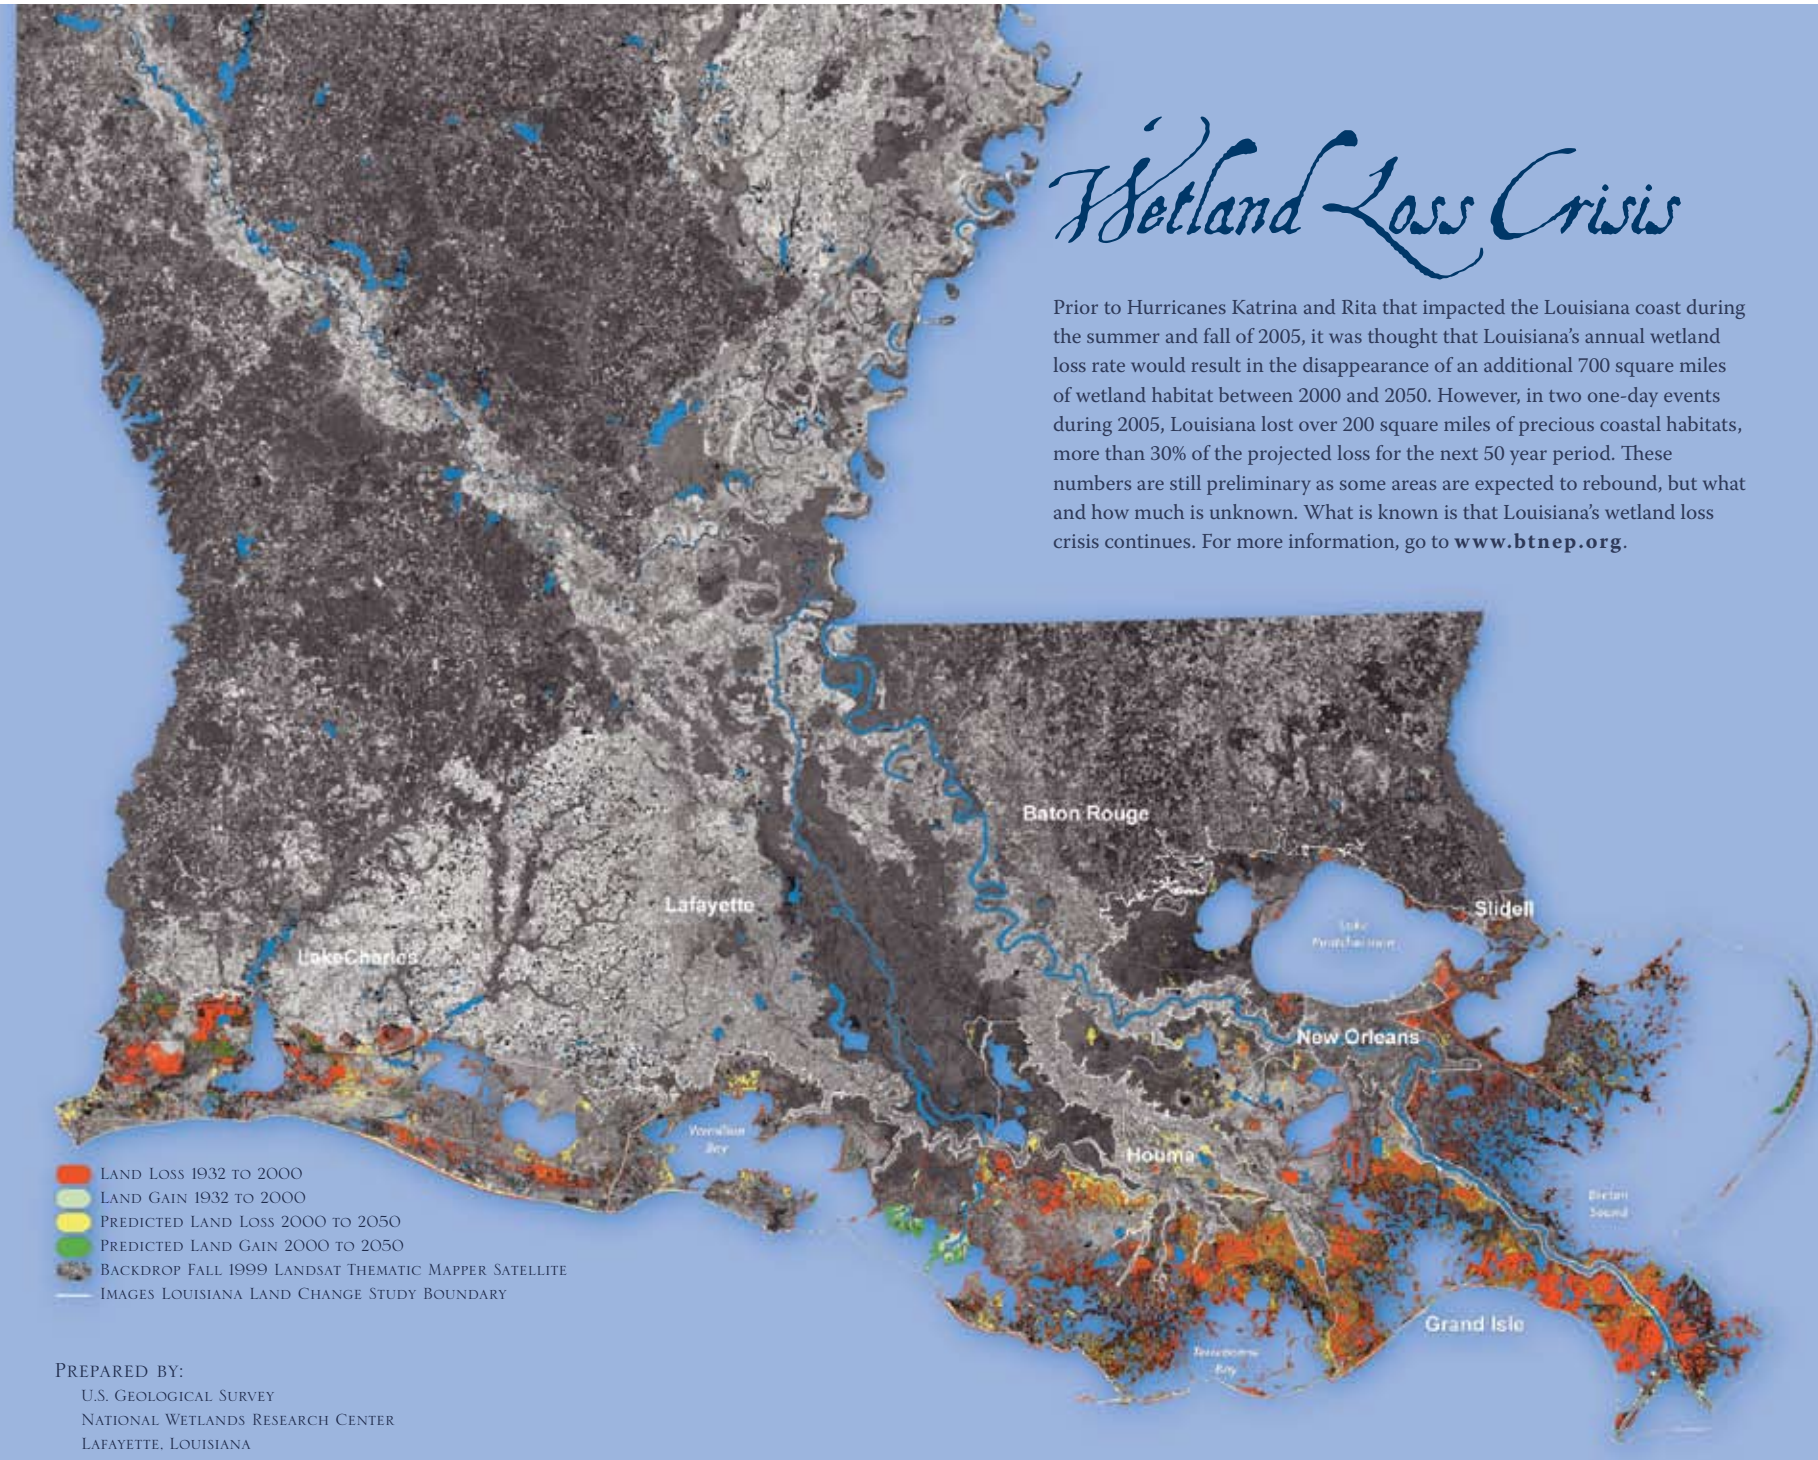 Wetland Loss Crisis
Prior to Hurricanes Katrina and Rita that impacted the Louisiana coast during
the summer and fall of 2005, it was thought that Louisiana's annual wetland
loss rate would result in the disappearance of an additional 700 square miles
of wetland habitat between 2000 and 2050. However, in two one-day events
during 2005, Louisiana lost over 200 square miles of precious coastal habitats,
more than 30% of the projected loss for the next 50 year period. These
numbers are still preliminary as some areas are expected to rebound, but what
and how much is unknown. What is known is that Louisiana's wetland loss
crisis continues. For more information, go to www.btnep.org.
Baton Rouge
Lafayette
Slidell
Lake
Pontchartrain
LakeCharles
New Orleans
Vermilion
Bay
Houma
Breton
Sound
Grand Isle
Terrebonne
Bay
LAND LOSS 1932 TO 2000
LAND GAIN 1932 TO 2000
PREDICTED LAND LOSS 2000 TO 2050
PREDICTED LAND GAIN 2000 TO 2050
BACKDROP FALL 1999 LANDSAT THEMATIC MAPPER SATELLITE
IMAGES LOUISIANA LAND CHANGE STUDY BOUNDARY
PREPARED BY:
U.S. GEOLOGICAL SURVEY
NATIONAL WETLANDS RESEARCH CENTER
LAFAYETTE, LOUISIANA